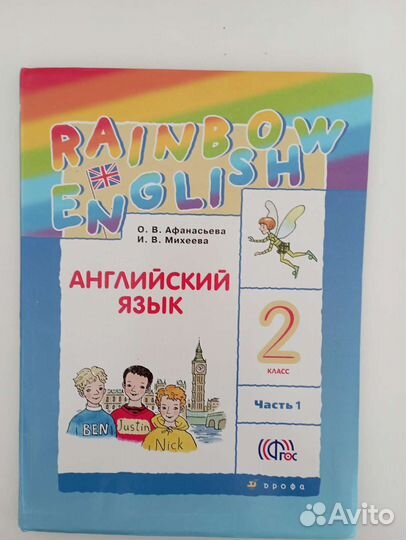 RAINBOW
ENGLISH
О. В. Афанасьева
И. В. Михеева
АНГЛИЙСКИЙ
ЯЗЫК
2
КЛАСС
BEN
Justin
Nick
Часть 1
ФГОС
ДРОФА
Avito